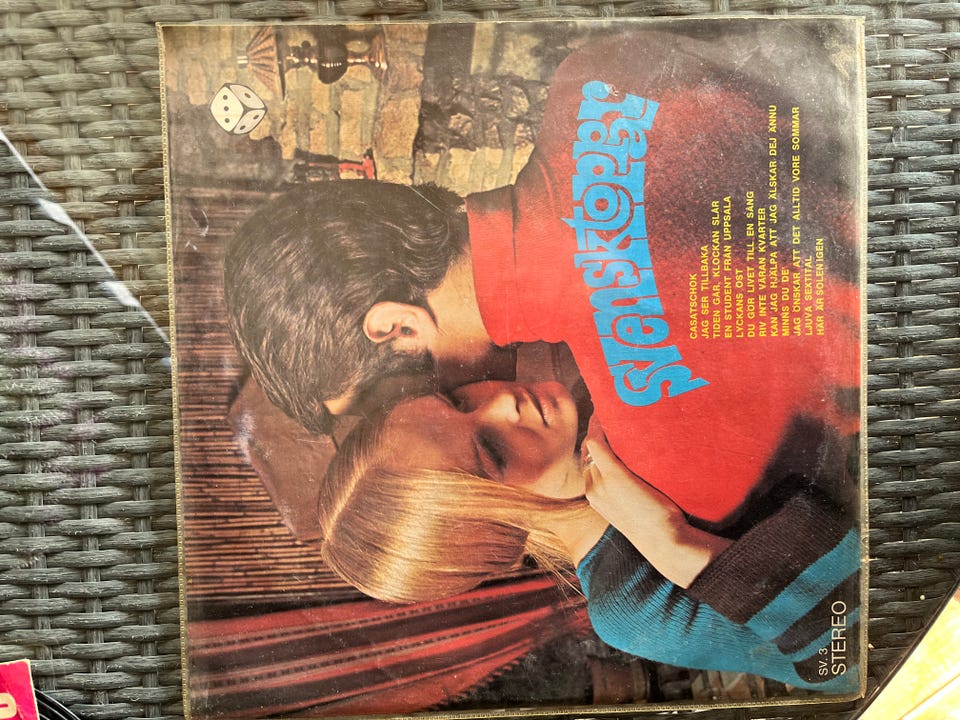 Svensktoppar
CASATSCHOK
JAG SER TILLBAKA
TIDEN GÅR, KLOCKAN SLÅR
EN STUDENT FRÅN UPPSALA
LYCKANS OST
DU GÖR LIVET TILL EN SÅNG
RIV INTE VÅRAN KVARTER
KAN JAG HJÄLPA ATT JAG ÄLSKAR DEJ ÄNNU
MINNS DU DE'
JAG ÖNSKAR ATT DET ALLTID VORE SOMMAR
LJUVA SEXTITAL
HÄR ÄR SOLEN IGEN
SV. 3
STEREO